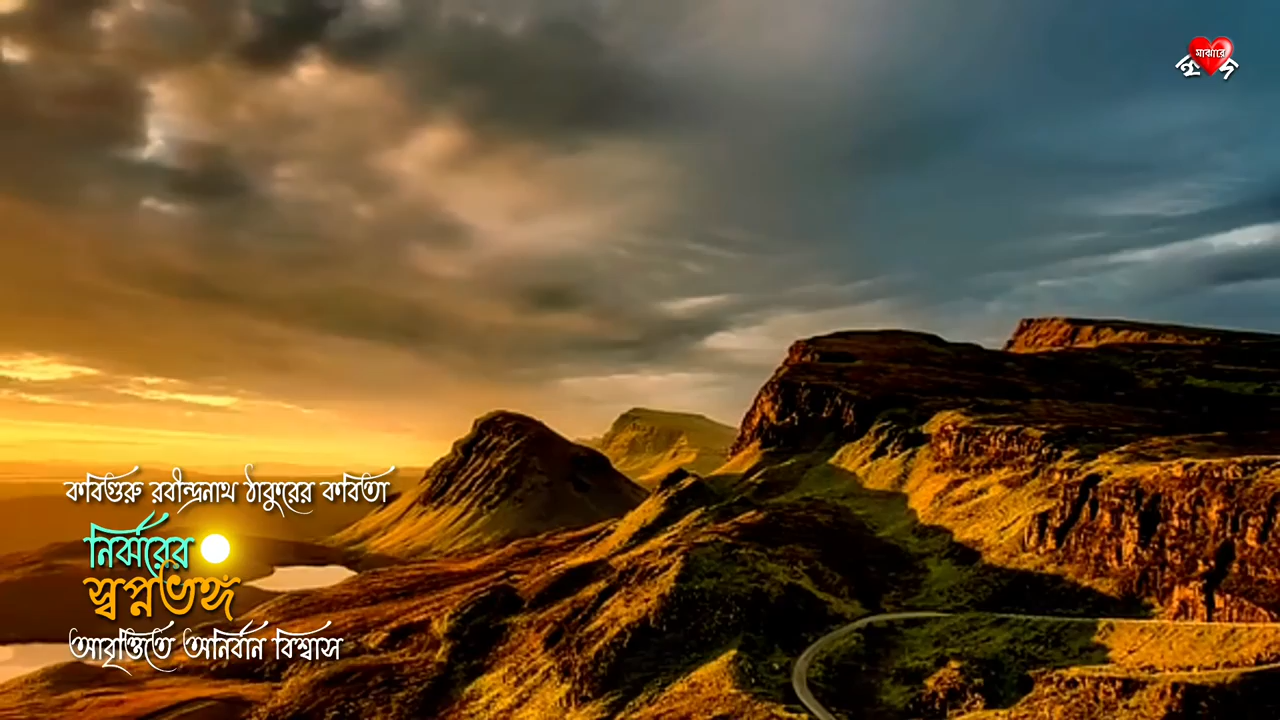 হৃদ মাঝারে
কবিগুরু রবীন্দ্রনাথ ঠাকুরের কবিতা
নির্ঝরের
স্বপ্নভঙ্গ
আবৃত্তিতে অনির্বান বিশ্বাস